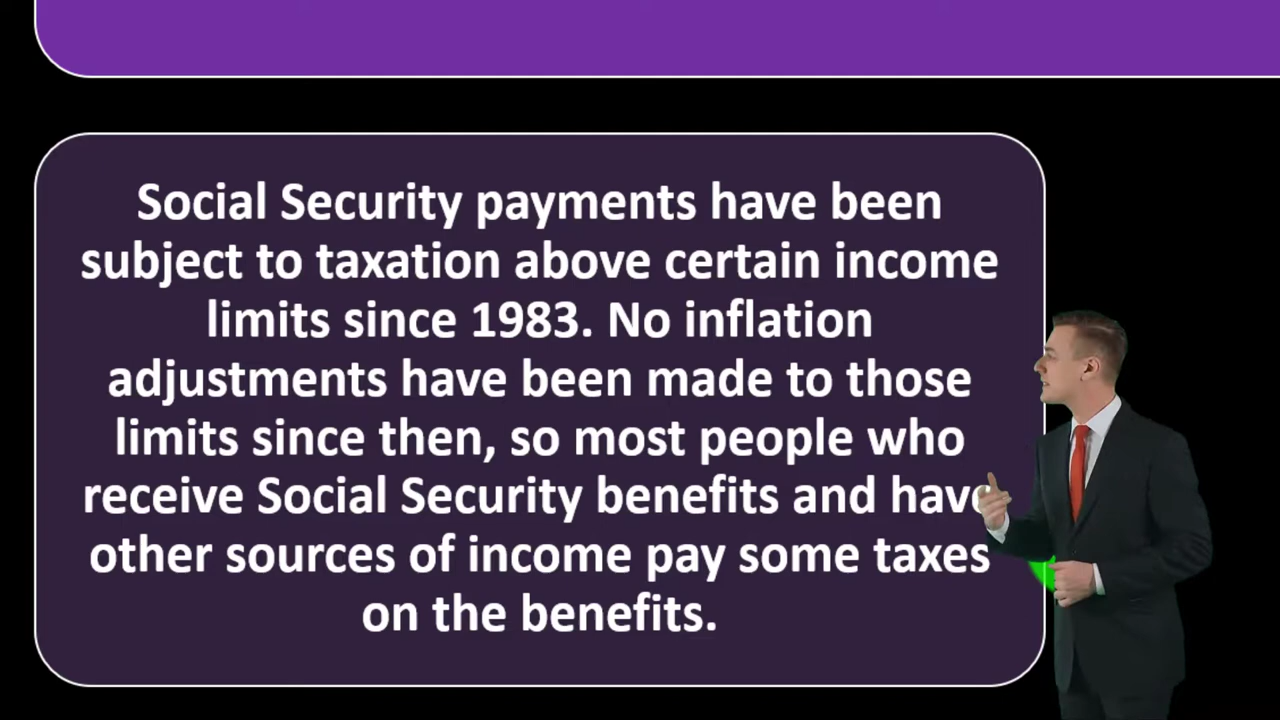 Social Security payments have been
subject to taxation above certain income
limits since 1983. No inflation
adjustments have been made to those
limits since then, so most people who
receive Social Security benefits and have
other sources of income pay some taxes
on the benefits.